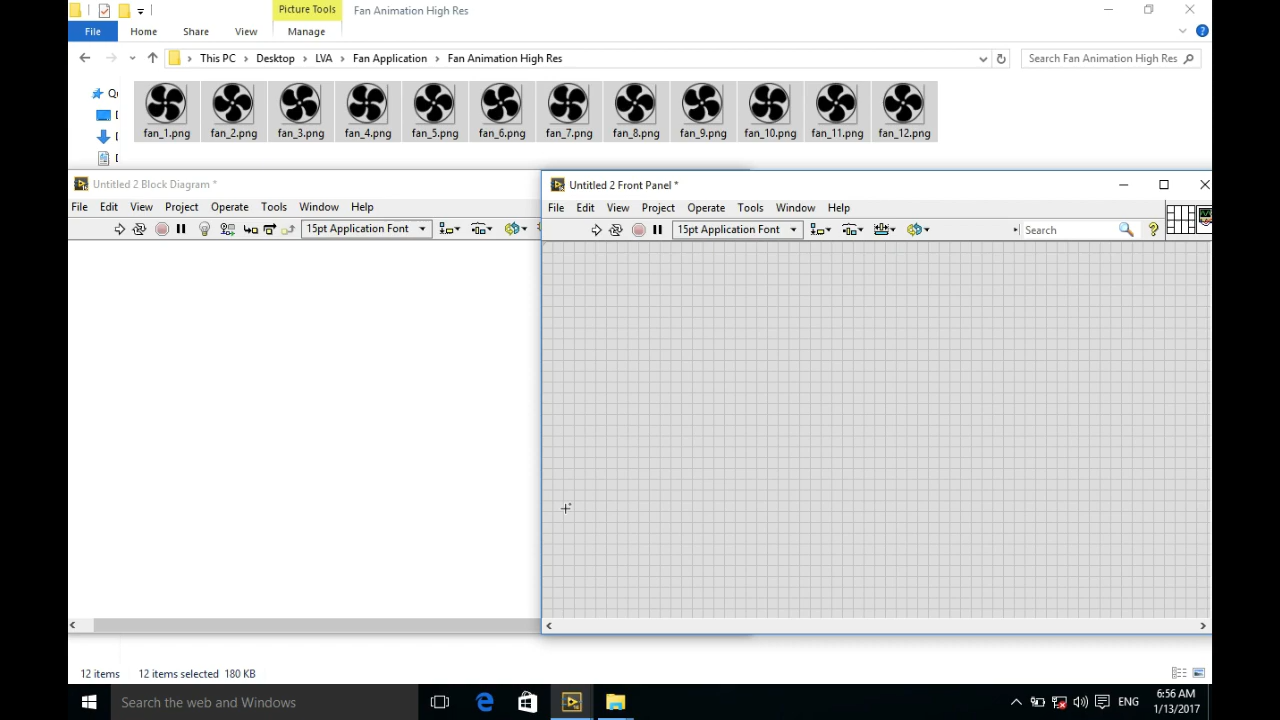 Picture Tools
Fan Animation High Res
File Home Share View Manage
This PC Desktop LVA Fan Application Fan Animation High Res
Search Fan Animation High Res
fan_1.png fan_2.png fan_3.png fan_4.png fan_5.png fan_6.png fan_7.png fan_8.png fan_9.png fan_10.png fan_11.png fan_12.png
Untitled 2 Block Diagram *
File Edit View Project Operate Tools Window Help
15pt Application Font
Untitled 2 Front Panel *
File Edit View Project Operate Tools Window Help
15pt Application Font
Search
12 items 12 items selected 180 KB
Search the web and Windows
ENG
6:56 AM
1/13/2017